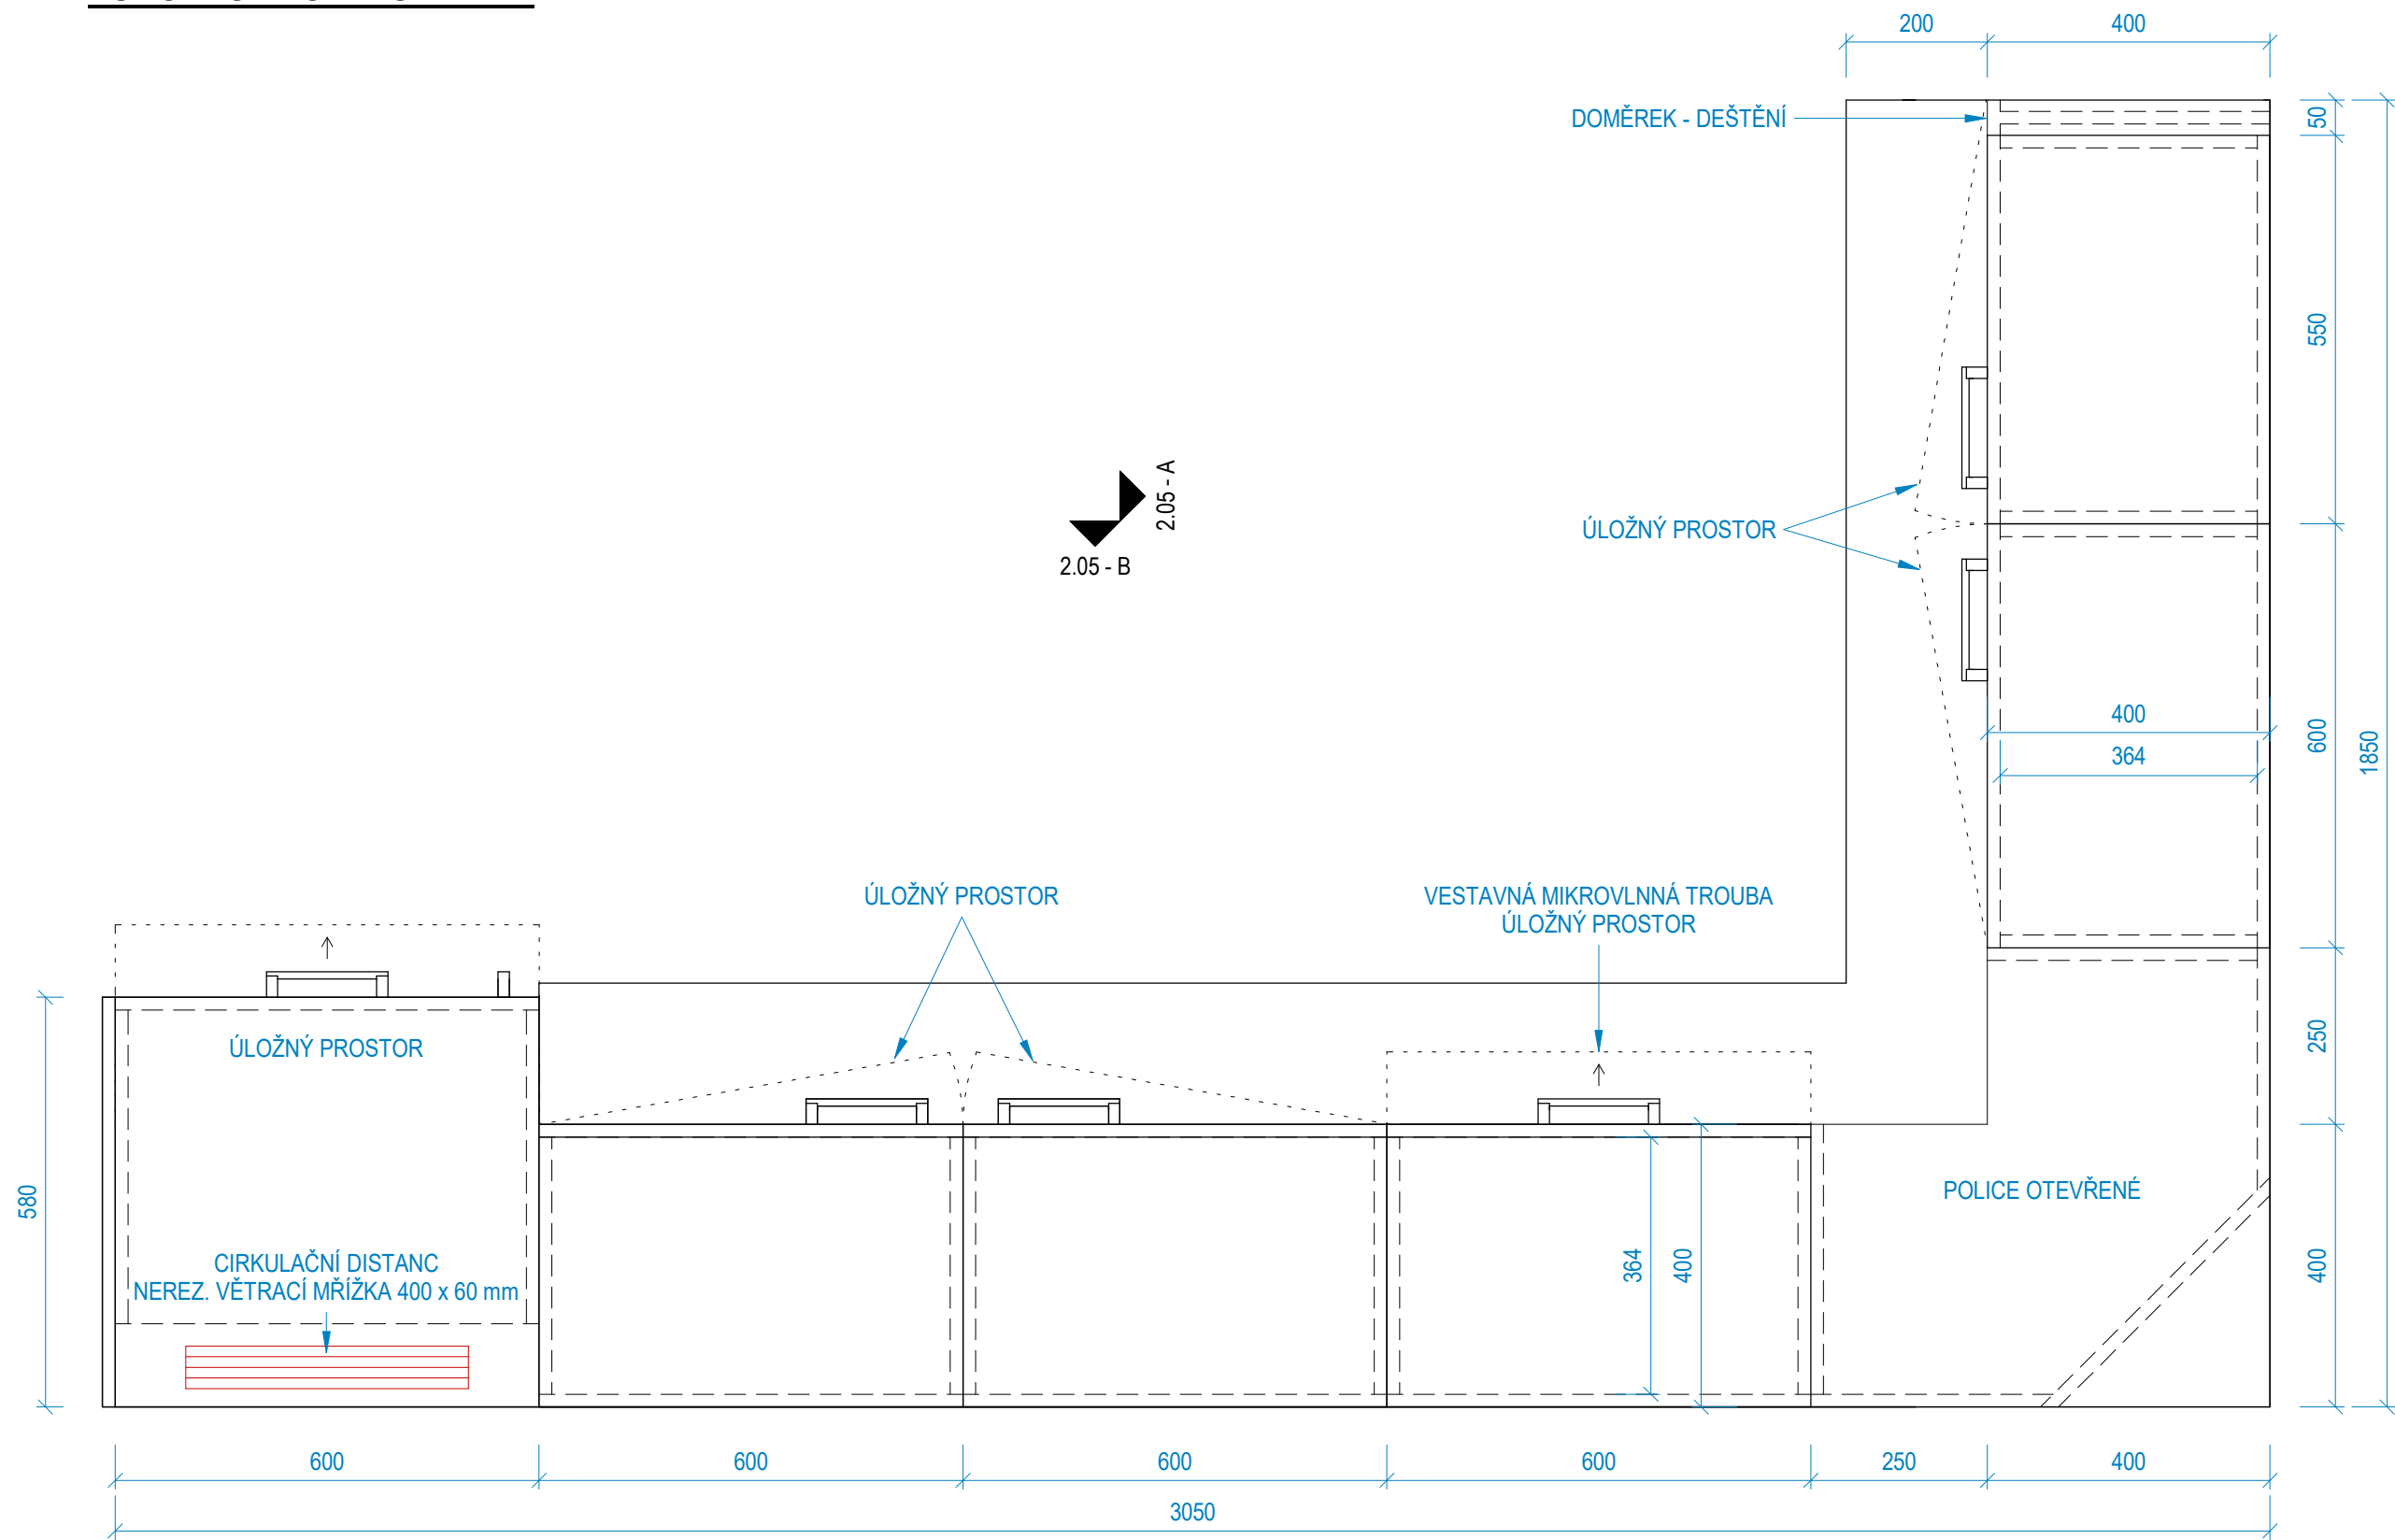 200
400
DOMĚREK - DEŠTĚNÍ
50
550
2.05 - A
2.05 - B
ÚLOŽNÝ PROSTOR
400
364
600
1850
ÚLOŽNÝ PROSTOR
VESTAVNÁ MIKROVLNNÁ TROUBA
ÚLOŽNÝ PROSTOR
ÚLOŽNÝ PROSTOR
250
580
POLICE OTEVŘENÉ
CIRKULAČNÍ DISTANC
NEREZ. VĚTRACÍ MŘÍŽKA 400 x 60 mm
364
400
400
600
600
600
600
250
400
3050